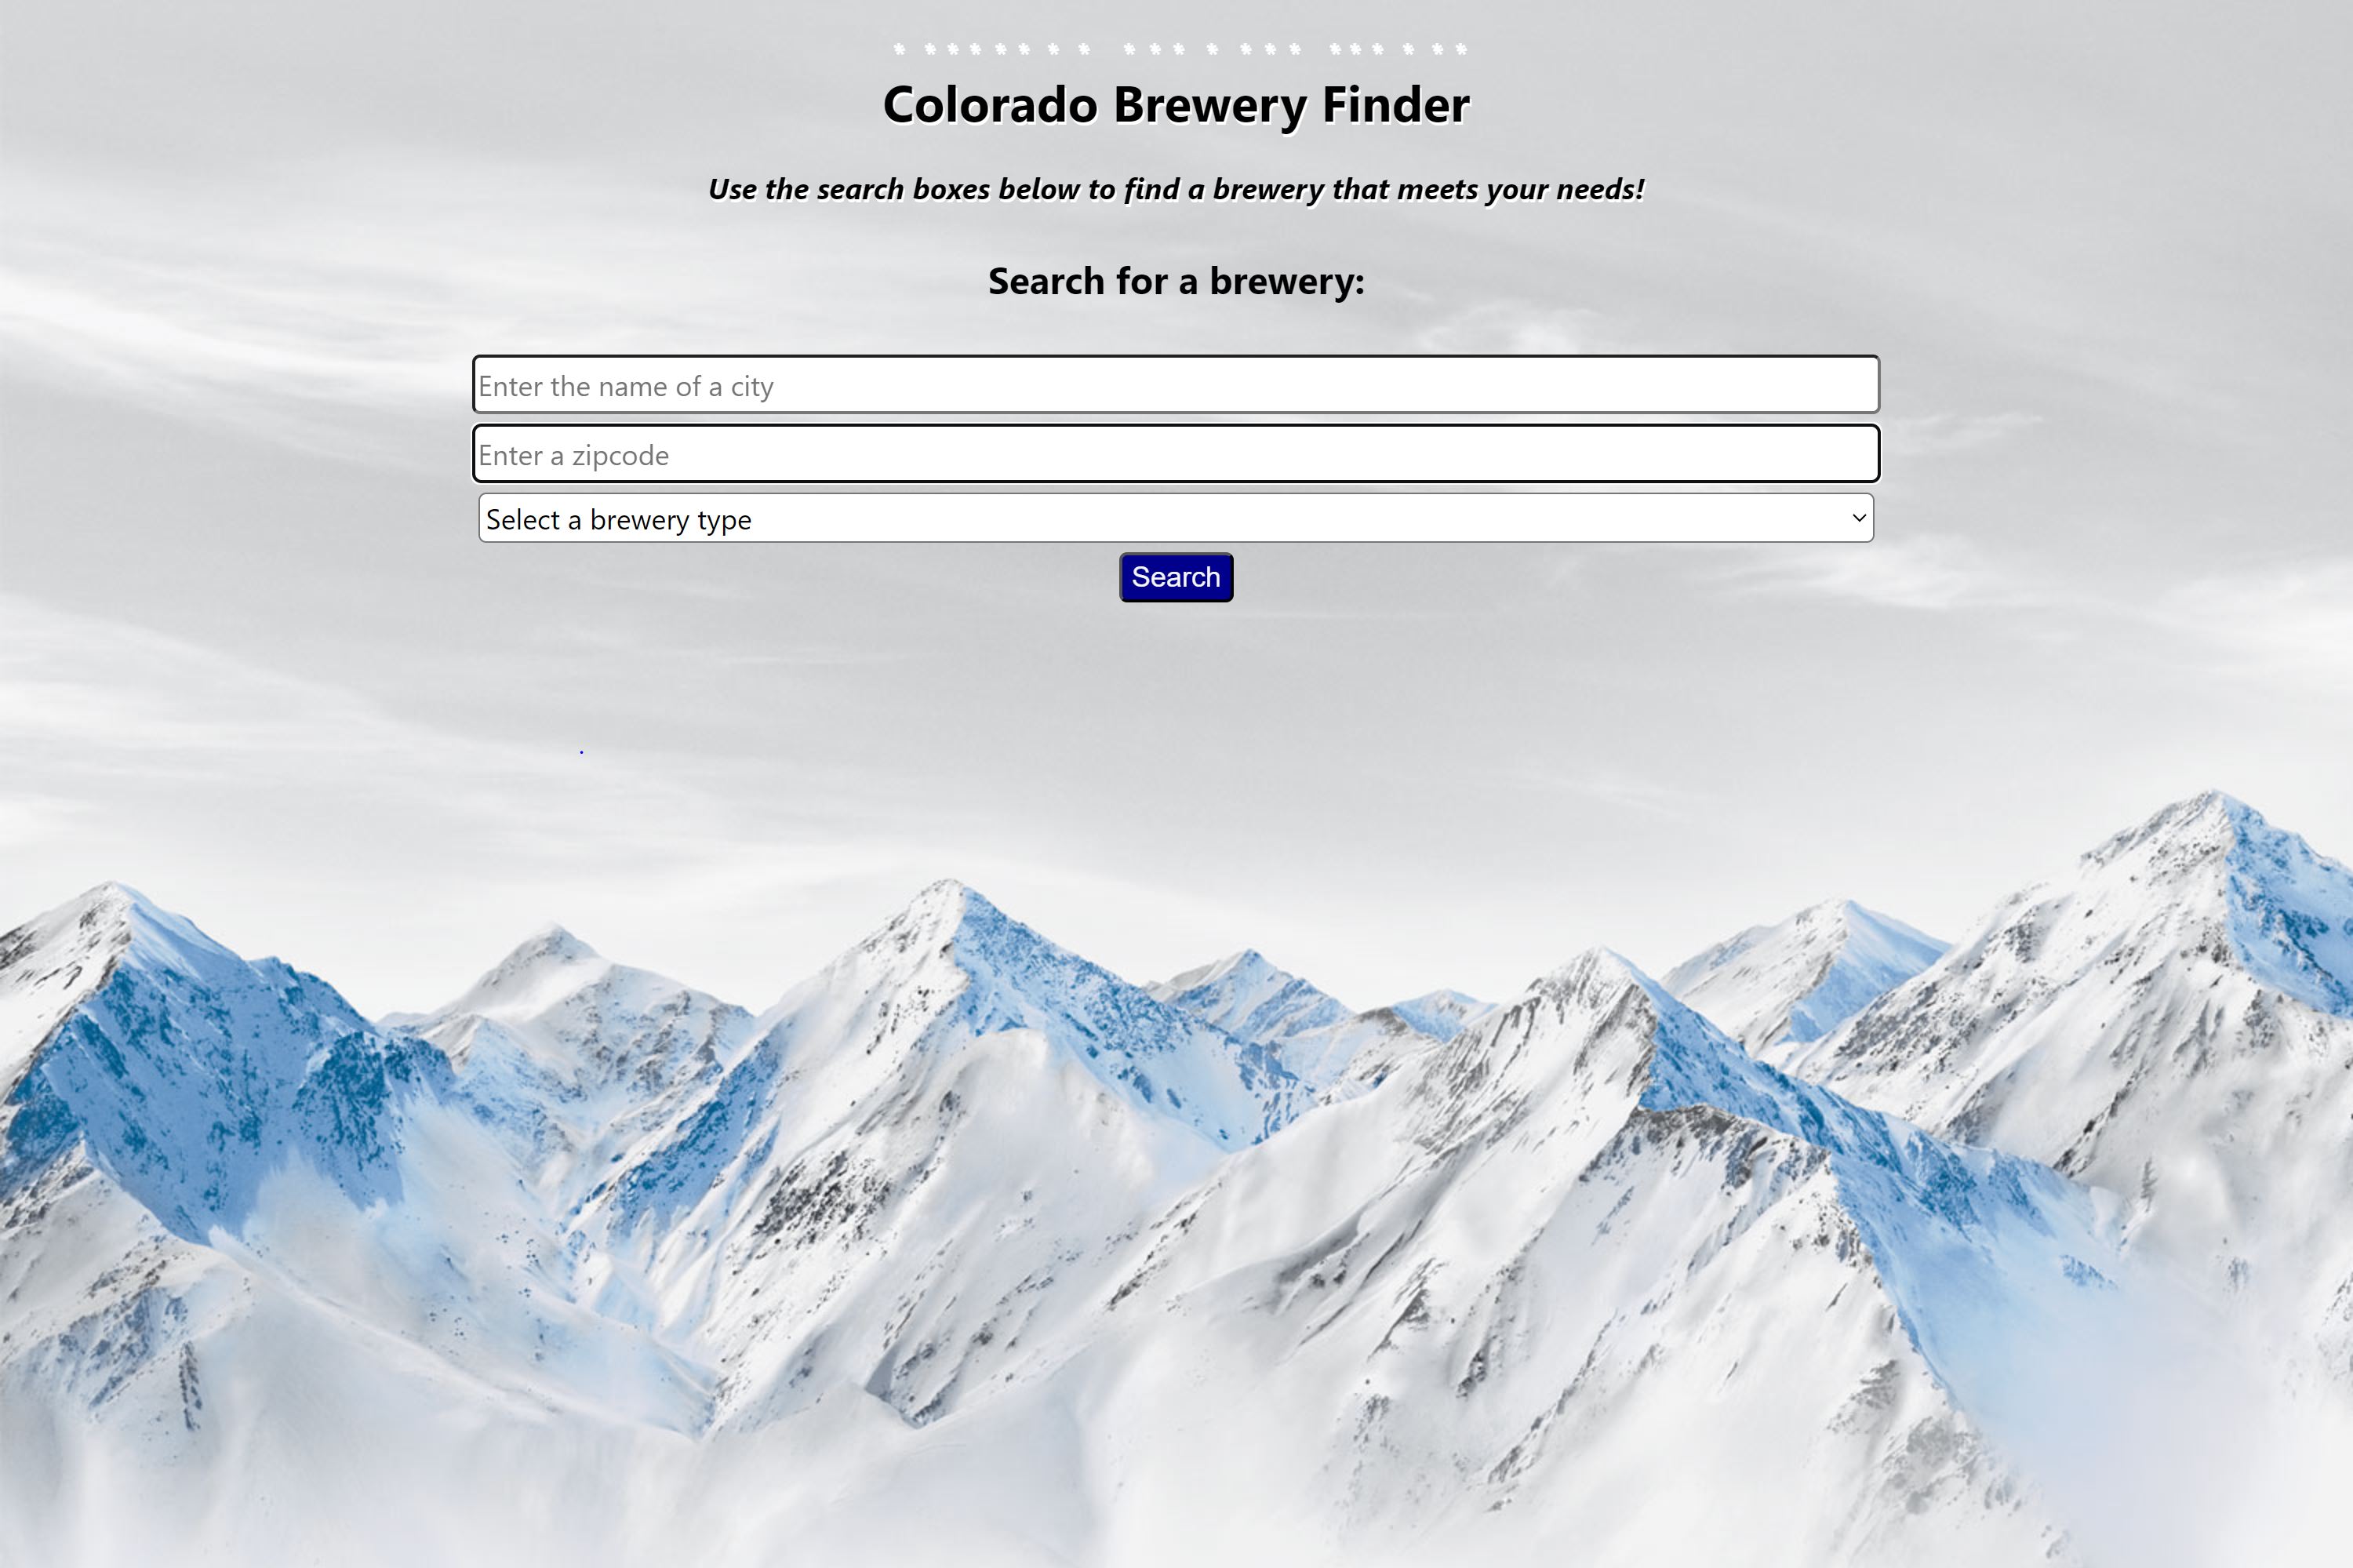 * * * * * * * * * * * * * * * * * * * * *
Colorado Brewery Finder
Use the search boxes below to find a brewery that meets your needs!
Search for a brewery:
Enter the name of a city
Enter a zipcode
Select a brewery type
Search